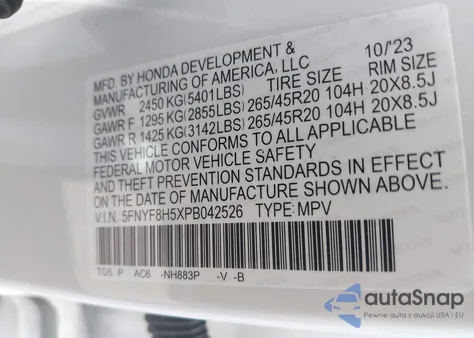 MFD. BY HONDA DEVELOPMENT & 10/23
MANUFACTURING OF AMERICA, LLC
GVWR 2450 KG(5401LBS) TIRE SIZE RIM SIZE
GAWR F 1295 KG(2855LBS) 265/45R20 104H 20X8.5J
GAWR R 1425 KG(3142LBS) 265/45R20 104H 20X8.5J
THIS VEHICLE CONFORMS TO ALL APPLICABLE
FEDERAL MOTOR VEHICLE SAFETY
AND THEFT PREVENTION STANDARDS IN EFFECT
ON THE DATE OF MANUFACTURE SHOWN ABOVE.
V.I.N. 5FNYF8H5XPB042526 TYPE: MPV
TGS P AC6 -NH883P -V -B
autoSnap
Pewne auto z aukcji USA i EU